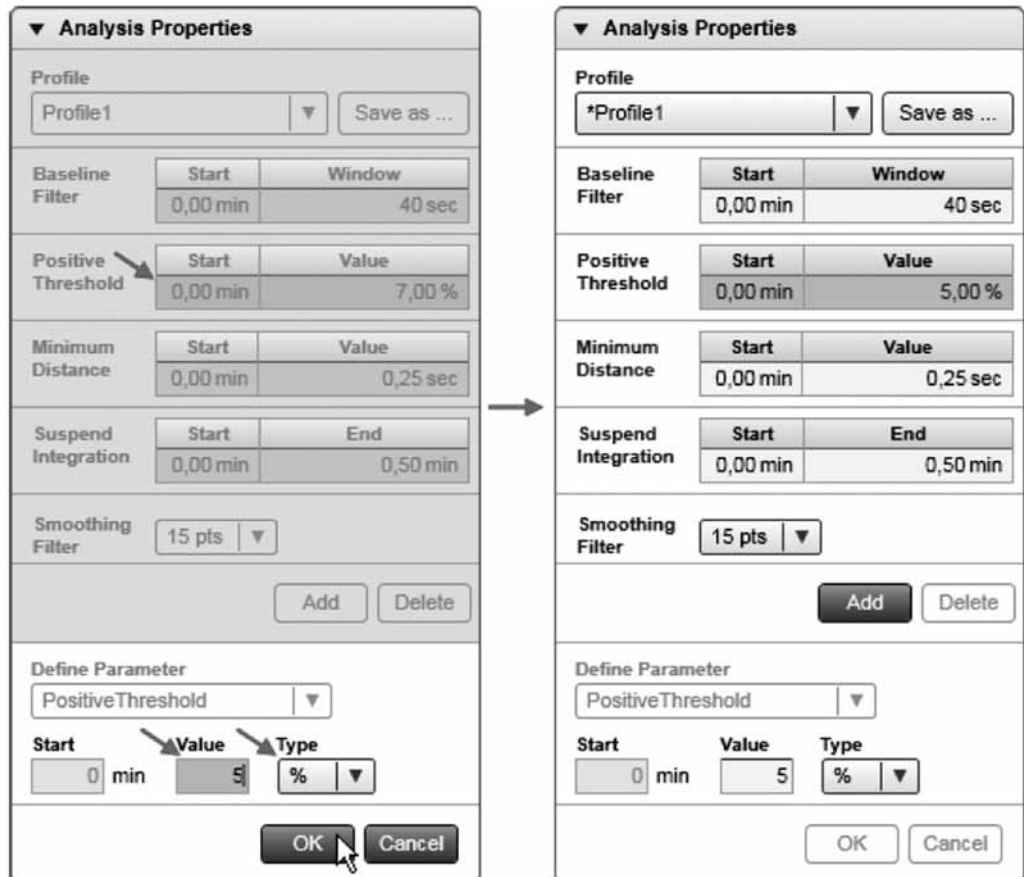 ▼ Analysis Properties
Profile
Profile1 ▼ Save as ...
Baseline Filter
Start Window
0,00 min 40 sec
Positive Threshold
Start Value
0,00 min 7,00 %
Minimum Distance
Start Value
0,00 min 0,25 sec
Suspend Integration
Start End
0,00 min 0,50 min
Smoothing Filter
15 pts ▼
Add Delete
Define Parameter
PositiveThreshold ▼
Start Value Type
0 min 5 % ▼
OK Cancel
▼ Analysis Properties
Profile
*Profile1 ▼ Save as ...
Baseline Filter
Start Window
0,00 min 40 sec
Positive Threshold
Start Value
0,00 min 5,00 %
Minimum Distance
Start Value
0,00 min 0,25 sec
Suspend Integration
Start End
0,00 min 0,50 min
Smoothing Filter
15 pts ▼
Add Delete
Define Parameter
PositiveThreshold ▼
Start Value Type
0 min 5 % ▼
OK Cancel